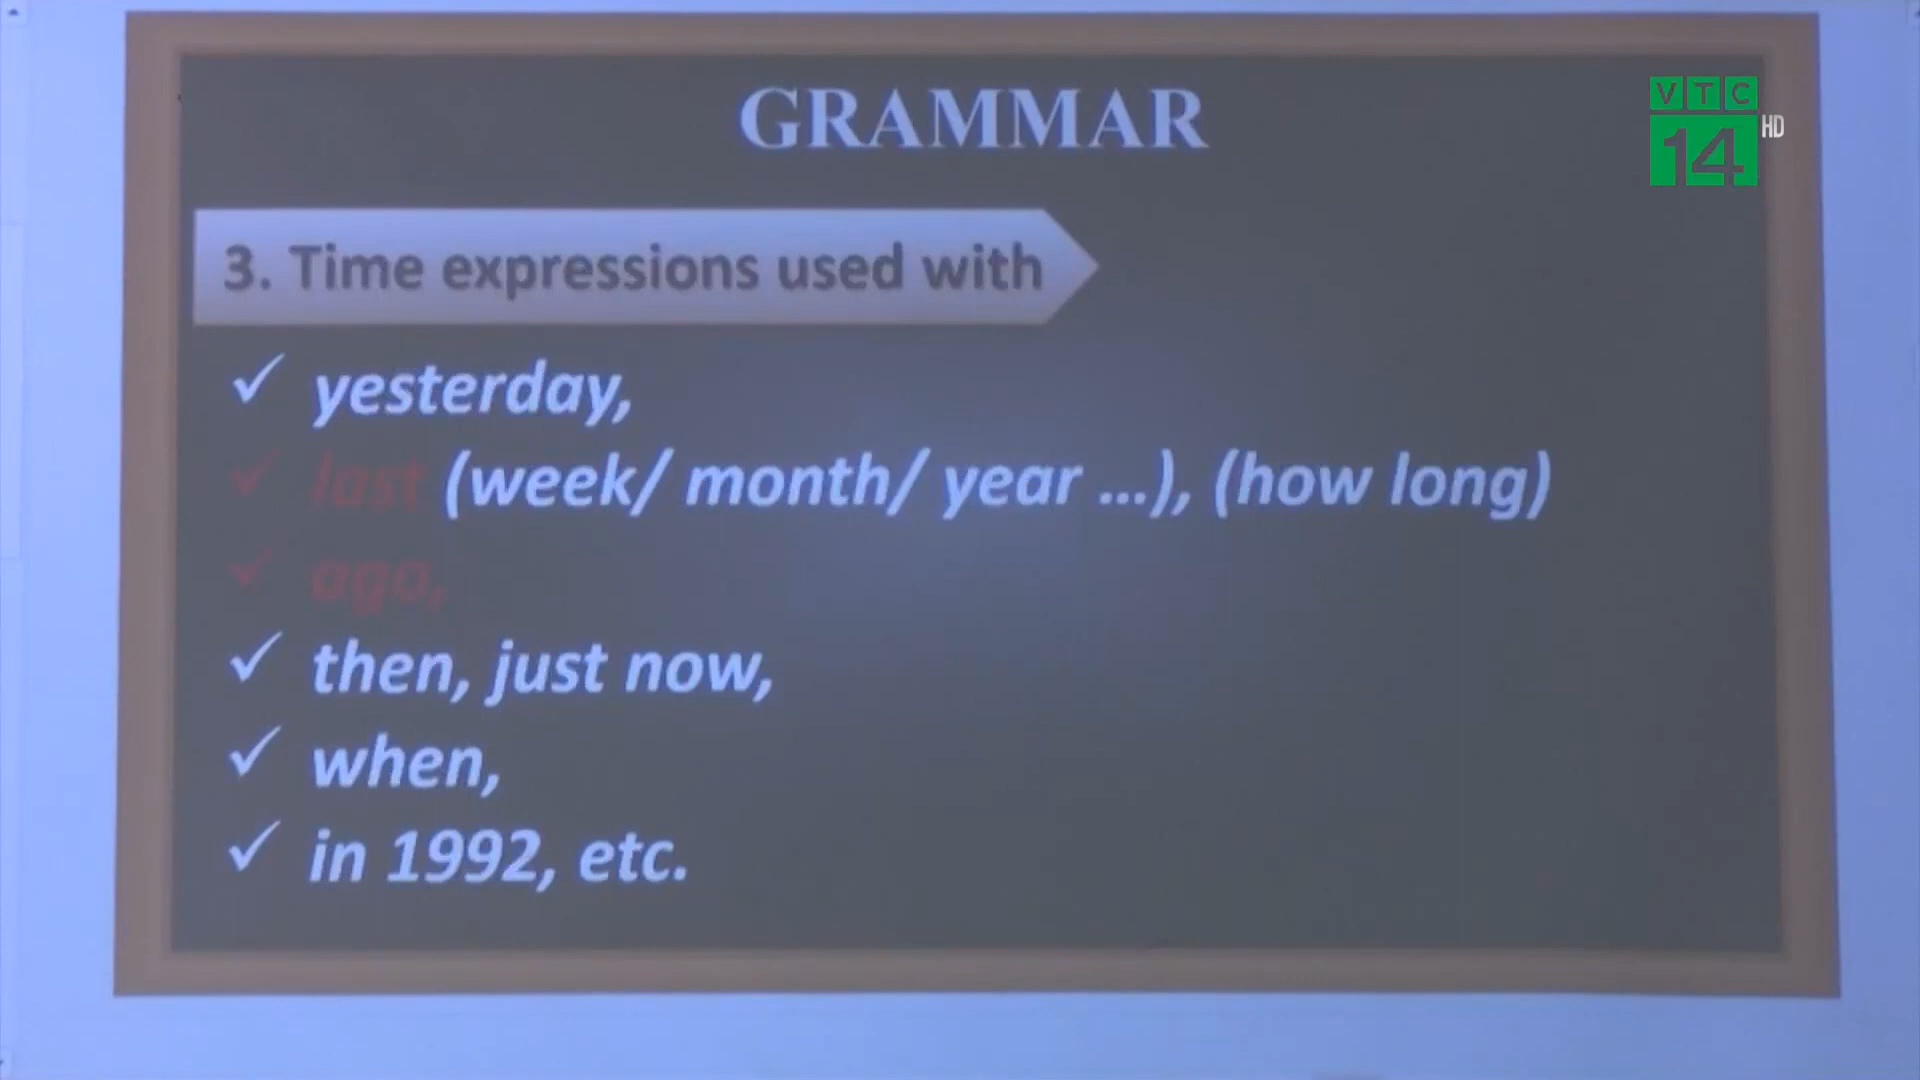 GRAMMAR
VTC
14 HD
3. Time expressions used with
✓ yesterday,
✓ last (week/ month/ year ...), (how long)
✓ ago,
✓ then, just now,
✓ when,
✓ in 1992, etc.